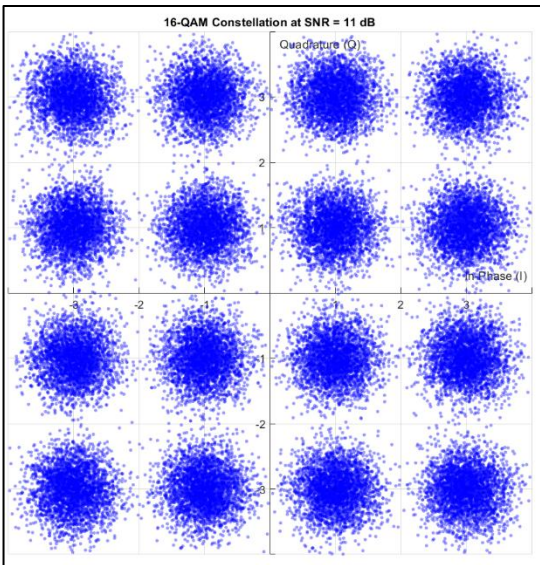 16-QAM Constellation at SNR = 11 dB
Quadrature (Q)
3
2
1
In-Phase (I)
-3 -2 -1 1 2 3
-1
-2
-3